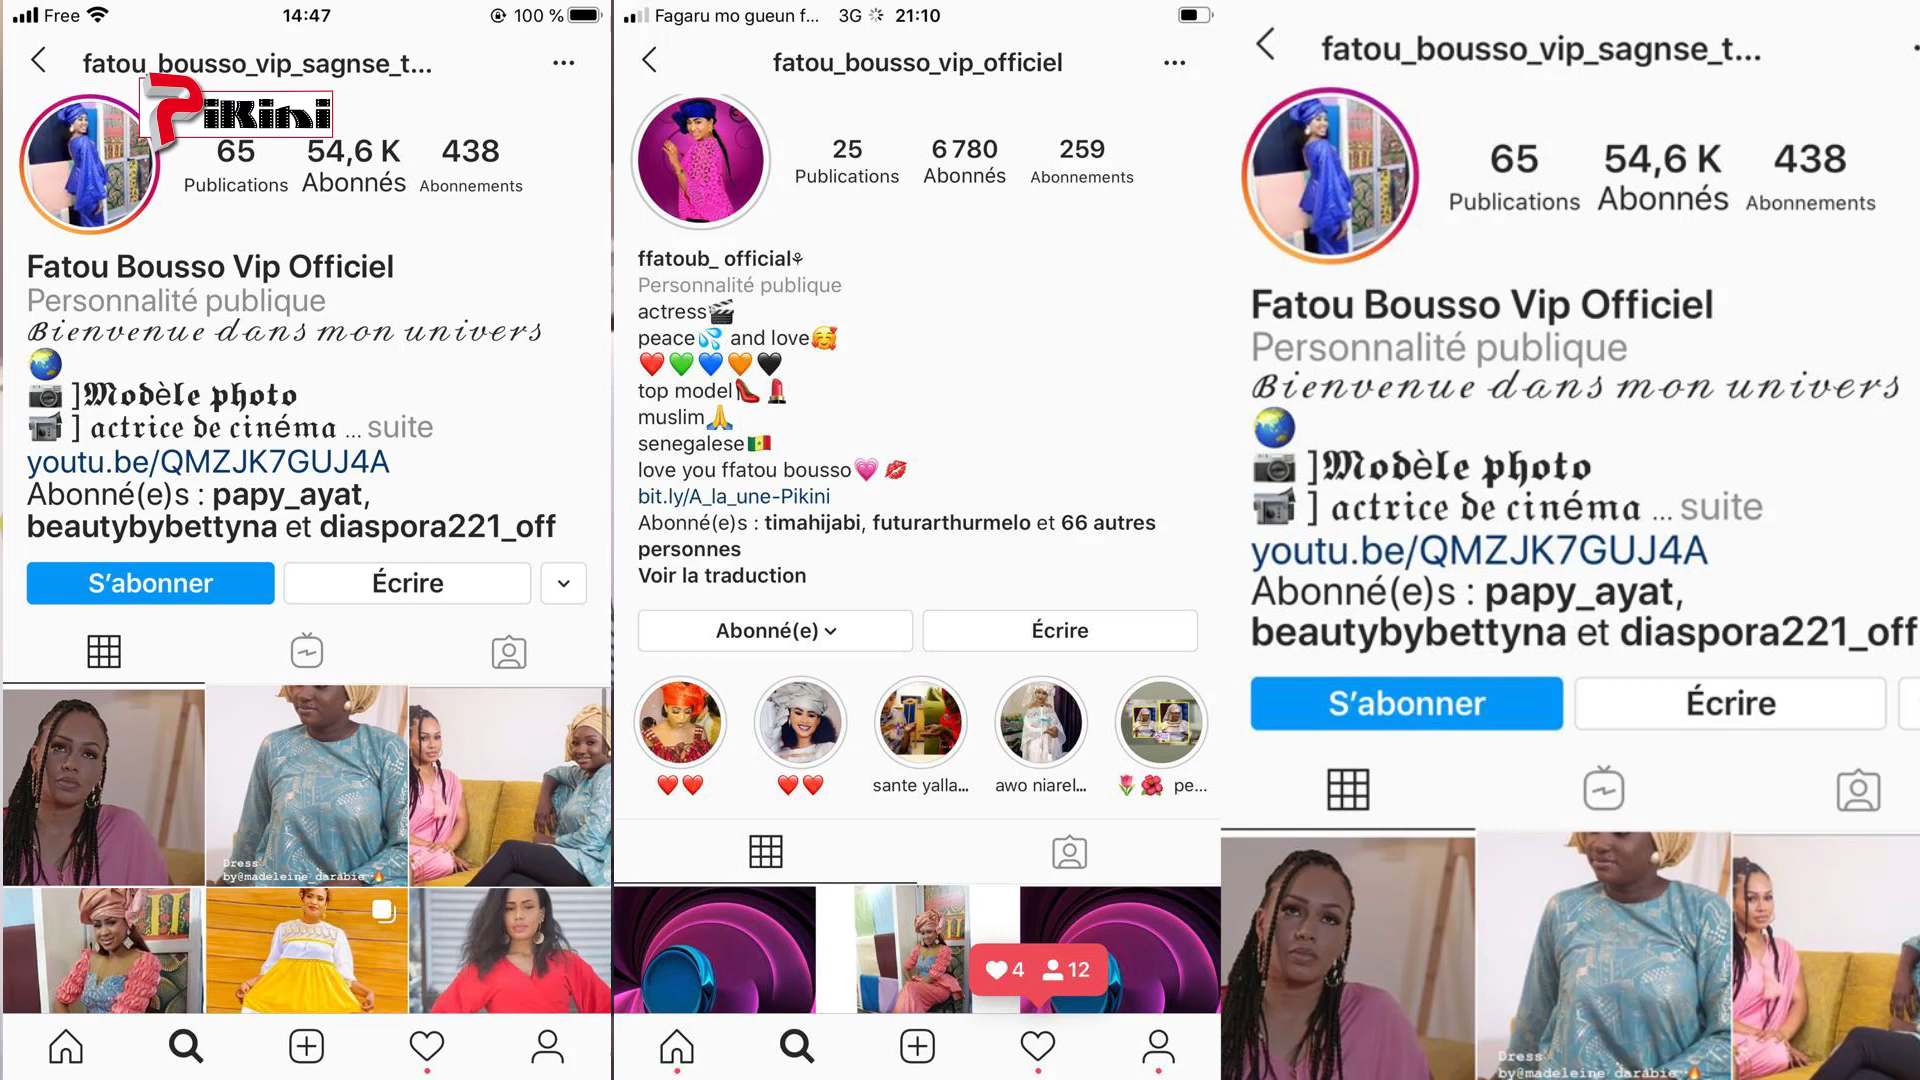 Free 14:47 100 %
fatou_bousso_vip_sagnse_t...
PiKini
65 54,6 K 438
Publications Abonnés Abonnements
Fatou Bousso Vip Officiel
Personnalité publique
𝓑𝓲𝓮𝓷𝓿𝓮𝓷𝓾𝓮 𝓭𝓪𝓷𝓼 𝓶𝓸𝓷 𝓾𝓷𝓲𝓿𝓮𝓻𝓼
🌏
📷 ]𝕸𝖔𝖉è𝖑𝖊 𝖕𝖍𝖔𝖙𝖔
📹 ] 𝔞𝔠𝔱𝔯𝔦𝔠𝔢 𝔡𝔢 𝔠𝔦𝔫é𝔪𝔞 ... suite
youtu.be/QMZJK7GUJ4A
Abonné(e)s : papy_ayat,
beautybybettyna et diaspora221_off
S'abonner Écrire
Dress
by@madeleine_darabie 🔥
Fagaru mo gueun f... 3G 21:10
fatou_bousso_vip_officiel
25 6 780 259
Publications Abonnés Abonnements
ffatoub_ official⚘
Personnalité publique
actress🎬
peace💦 and love🥰
❤️💚💙🧡🖤
top model👠💄
muslim🙏
senegalese🇸🇳
love you ffatou bousso💗 💋
bit.ly/A_la_une-Pikini
Abonné(e)s : timahijabi, futurarthurmelo et 66 autres
personnes
Voir la traduction
Abonné(e) Écrire
❤️❤️ ❤️❤️ sante yalla... awo niarel... 🌷🌺 pe...
4 12
fatou_bousso_vip_sagnse_t...
65 54,6 K 438
Publications Abonnés Abonnements
Fatou Bousso Vip Officiel
Personnalité publique
𝓑𝓲𝓮𝓷𝓿𝓮𝓷𝓾𝓮 𝓭𝓪𝓷𝓼 𝓶𝓸𝓷 𝓾𝓷𝓲𝓿𝓮𝓻𝓼
🌏
📷 ]𝕸𝖔𝖉è𝖑𝖊 𝖕𝖍𝖔𝖙𝖔
📹 ] 𝔞𝔠𝔱𝔯𝔦𝔠𝔢 𝔡𝔢 𝔠𝔦𝔫é𝔪𝔞 ... suite
youtu.be/QMZJK7GUJ4A
Abonné(e)s : papy_ayat,
beautybybettyna et diaspora221_off
S'abonner Écrire
Dress
by@madeleine_darabie 🔥